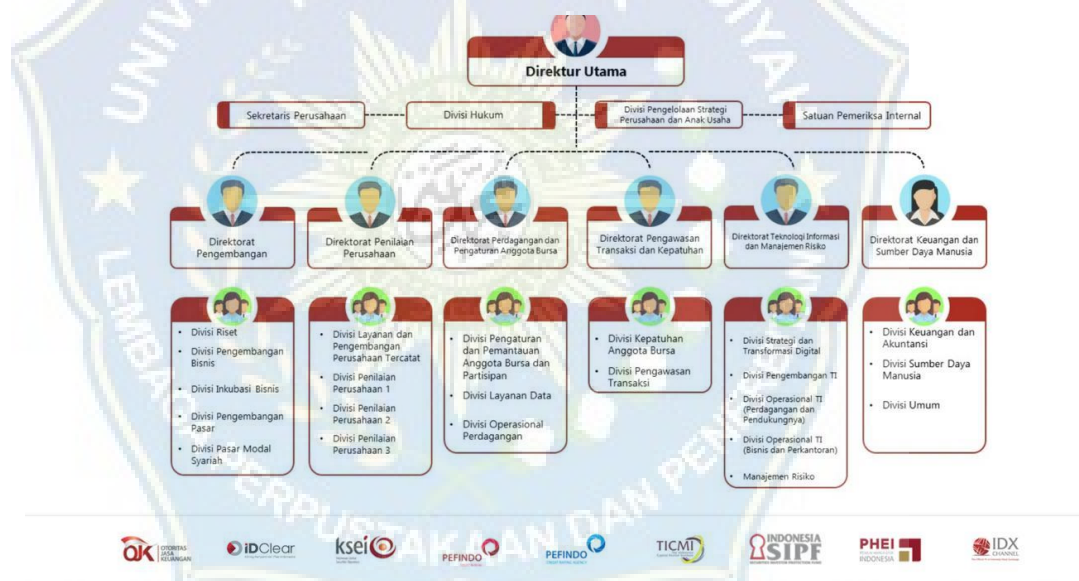 Direktur Utama
Sekretaris Perusahaan
Divisi Hukum
Divisi Pengelolaan Strategi
Perusahaan dan Anak Usaha
Satuan Pemeriksa Internal
Direktorat
Pengembangan
Direktorat Penilaian
Perusahaan
Direktorat Perdagangan dan
Pengaturan Anggota Bursa
Direktorat Pengawasan
Transaksi dan Kepatuhan
Direktorat Teknologi Informasi
dan Manajemen Risiko
Direktorat Keuangan dan
Sumber Daya Manusia
• Divisi Riset
• Divisi Pengembangan
Bisnis
• Divisi Inkubasi Bisnis
• Divisi Pengembangan
Pasar
• Divisi Pasar Modal
Syariah
• Divisi Layanan dan
Pengembangan
Perusahaan Tercatat
• Divisi Penilaian
Perusahaan 1
• Divisi Penilaian
Perusahaan 2
• Divisi Penilaian
Perusahaan 3
• Divisi Pengaturan
dan Pemantauan
Anggota Bursa dan
Partisipan
• Divisi Layanan Data
• Divisi Operasional
Perdagangan
• Divisi Kepatuhan
Anggota Bursa
• Divisi Pengawasan
Transaksi
• Divisi Strategi dan
Transformasi Digital
• Divisi Pengembangan TI
• Divisi Operasional TI
(Perdagangan dan
Pendukungnya)
• Divisi Operasional TI
(Bisnis dan Perkantoran)
• Manajemen Risiko
• Divisi Keuangan dan
Akuntansi
• Divisi Sumber Daya
Manusia
• Divisi Umum
OJK OTORITAS
JASA
KEUANGAN
iDClear
ksei
PEFINDO
PEFINDO
TICMI
INDONESIA
SIPF
PHEI
INDONESIA
IDX
CHANNEL
LEMBAGA PERPUSTAKAAN DAN